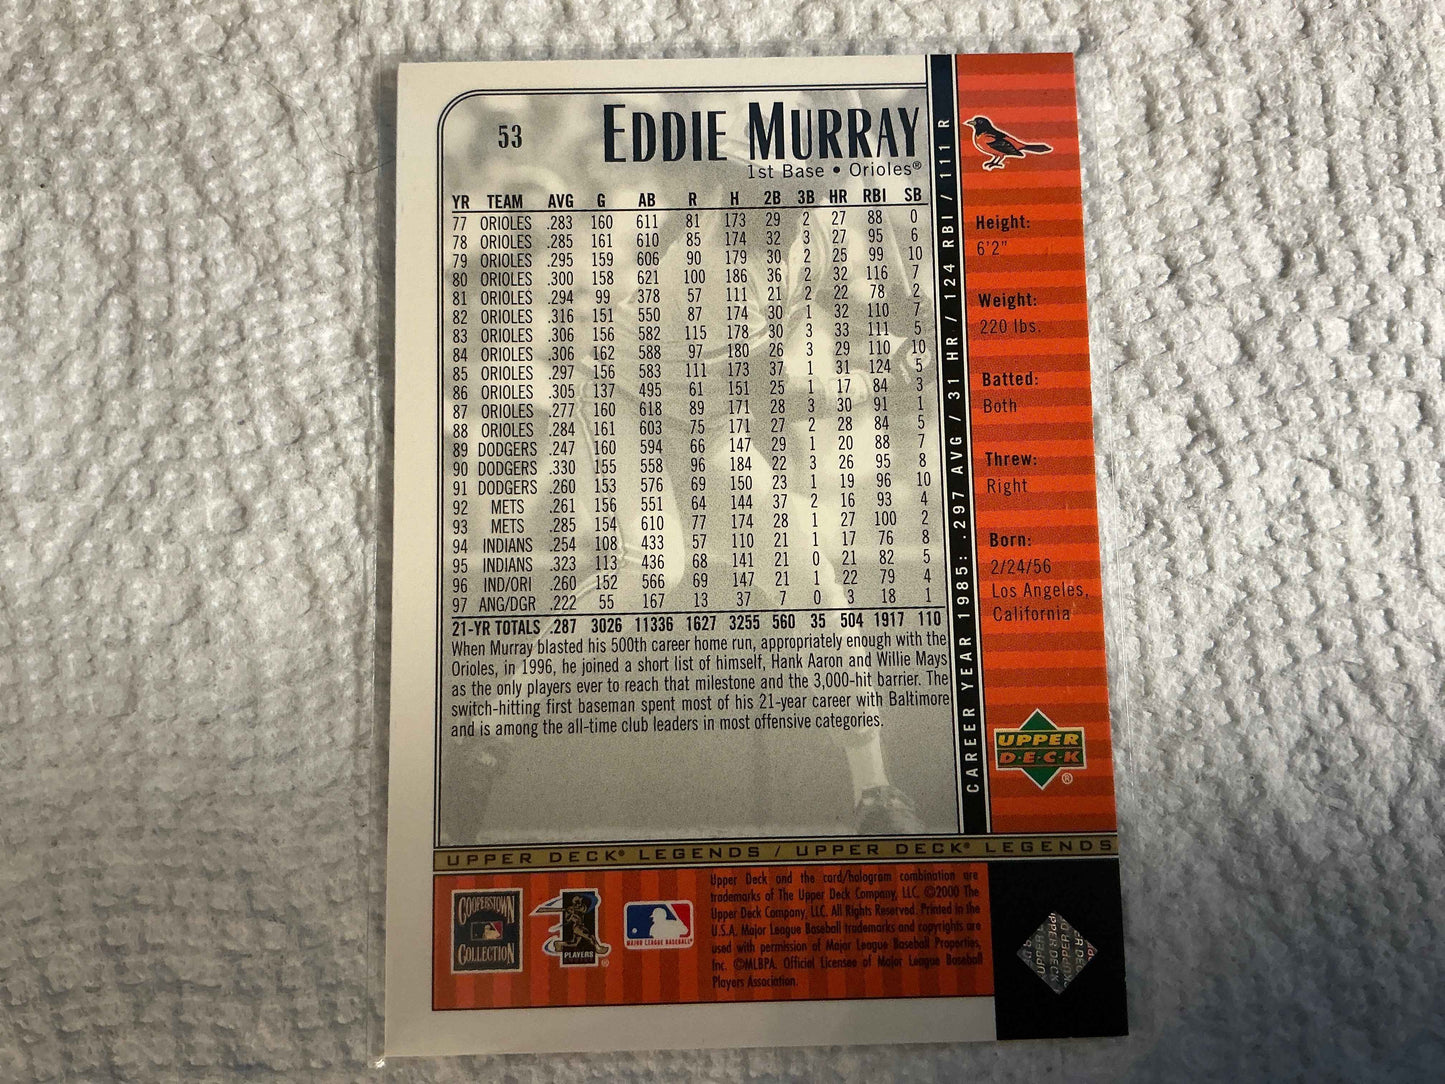 53
EDDIE MURRAY
1st Base • Orioles®
YR TEAM AVG G AB R H 2B 3B HR RBI SB
77 ORIOLES .283 160 611 81 173 29 2 27 88 0
78 ORIOLES .285 161 610 85 174 32 3 27 95 6
79 ORIOLES .295 159 606 90 179 30 2 25 99 10
80 ORIOLES .300 158 621 100 186 36 2 32 116 7
81 ORIOLES .294 99 378 57 111 21 2 22 78 2
82 ORIOLES .316 151 550 87 174 30 1 32 110 7
83 ORIOLES .306 156 582 115 178 30 3 33 111 5
84 ORIOLES .306 162 588 97 180 26 3 29 110 10
85 ORIOLES .297 156 583 111 173 37 1 31 124 5
86 ORIOLES .305 137 495 61 151 25 1 17 84 3
87 ORIOLES .277 160 618 89 171 28 3 30 91 1
88 ORIOLES .284 161 603 75 171 27 2 28 84 5
89 DODGERS .247 160 594 66 147 29 1 20 88 7
90 DODGERS .330 155 558 96 184 22 3 26 95 8
91 DODGERS .260 153 576 69 150 23 1 19 96 10
92 METS .261 156 551 64 144 37 2 16 93 4
93 METS .285 154 610 77 174 28 1 27 100 2
94 INDIANS .254 108 433 57 110 21 1 17 76 8
95 INDIANS .323 113 436 68 141 21 0 21 82 5
96 IND/ORI .260 152 566 69 147 21 1 22 79 4
97 ANG/DGR .222 55 167 13 37 7 0 3 18 1
21-YR TOTALS .287 3026 11336 1627 3255 560 35 504 1917 110
When Murray blasted his 500th career home run, appropriately enough with the
Orioles, in 1996, he joined a short list of himself, Hank Aaron and Willie Mays
as the only players ever to reach that milestone and the 3,000-hit barrier. The
switch-hitting first baseman spent most of his 21-year career with Baltimore
and is among the all-time club leaders in most offensive categories.
CAREER YEAR 1985: .297 AVG / 31 HR / 124 RBI / 111 R
Height:
6'2"
Weight:
220 lbs.
Batted:
Both
Threw:
Right
Born:
2/24/56
Los Angeles,
California
UPPER
D·E·C·K
®
UPPER DECK® LEGENDS / UPPER DECK® LEGENDS
COOPERSTOWN
COLLECTION
PLAYERS
®
MAJOR LEAGUE BASEBALL
Upper Deck and the card/hologram combination are
trademarks of The Upper Deck Company, LLC. ©2000 The
Upper Deck Company, LLC. All Rights Reserved. Printed in the
U.S.A. Major League Baseball trademarks and copyrights are
used with permission of Major League Baseball Properties,
Inc. ©MLBPA. Official Licensee of Major League Baseball
Players Association.
UPPER DECK